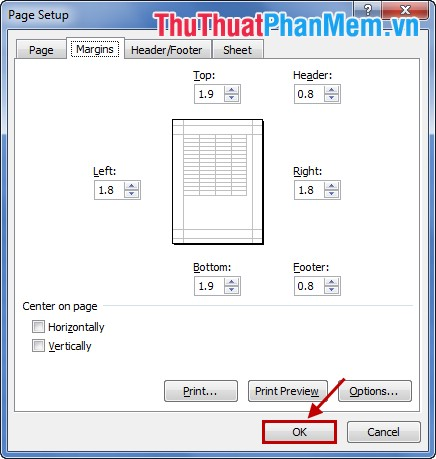 Page Setup
ThuThuatPhanMem.vn
Page Margins Header/Footer Sheet
Top: Header:
1.9 0.8
Left: Right:
1.8 1.8
Bottom: Footer:
1.9 0.8
Center on page
Horizontally
Vertically
Print... Print Preview Options...
OK Cancel